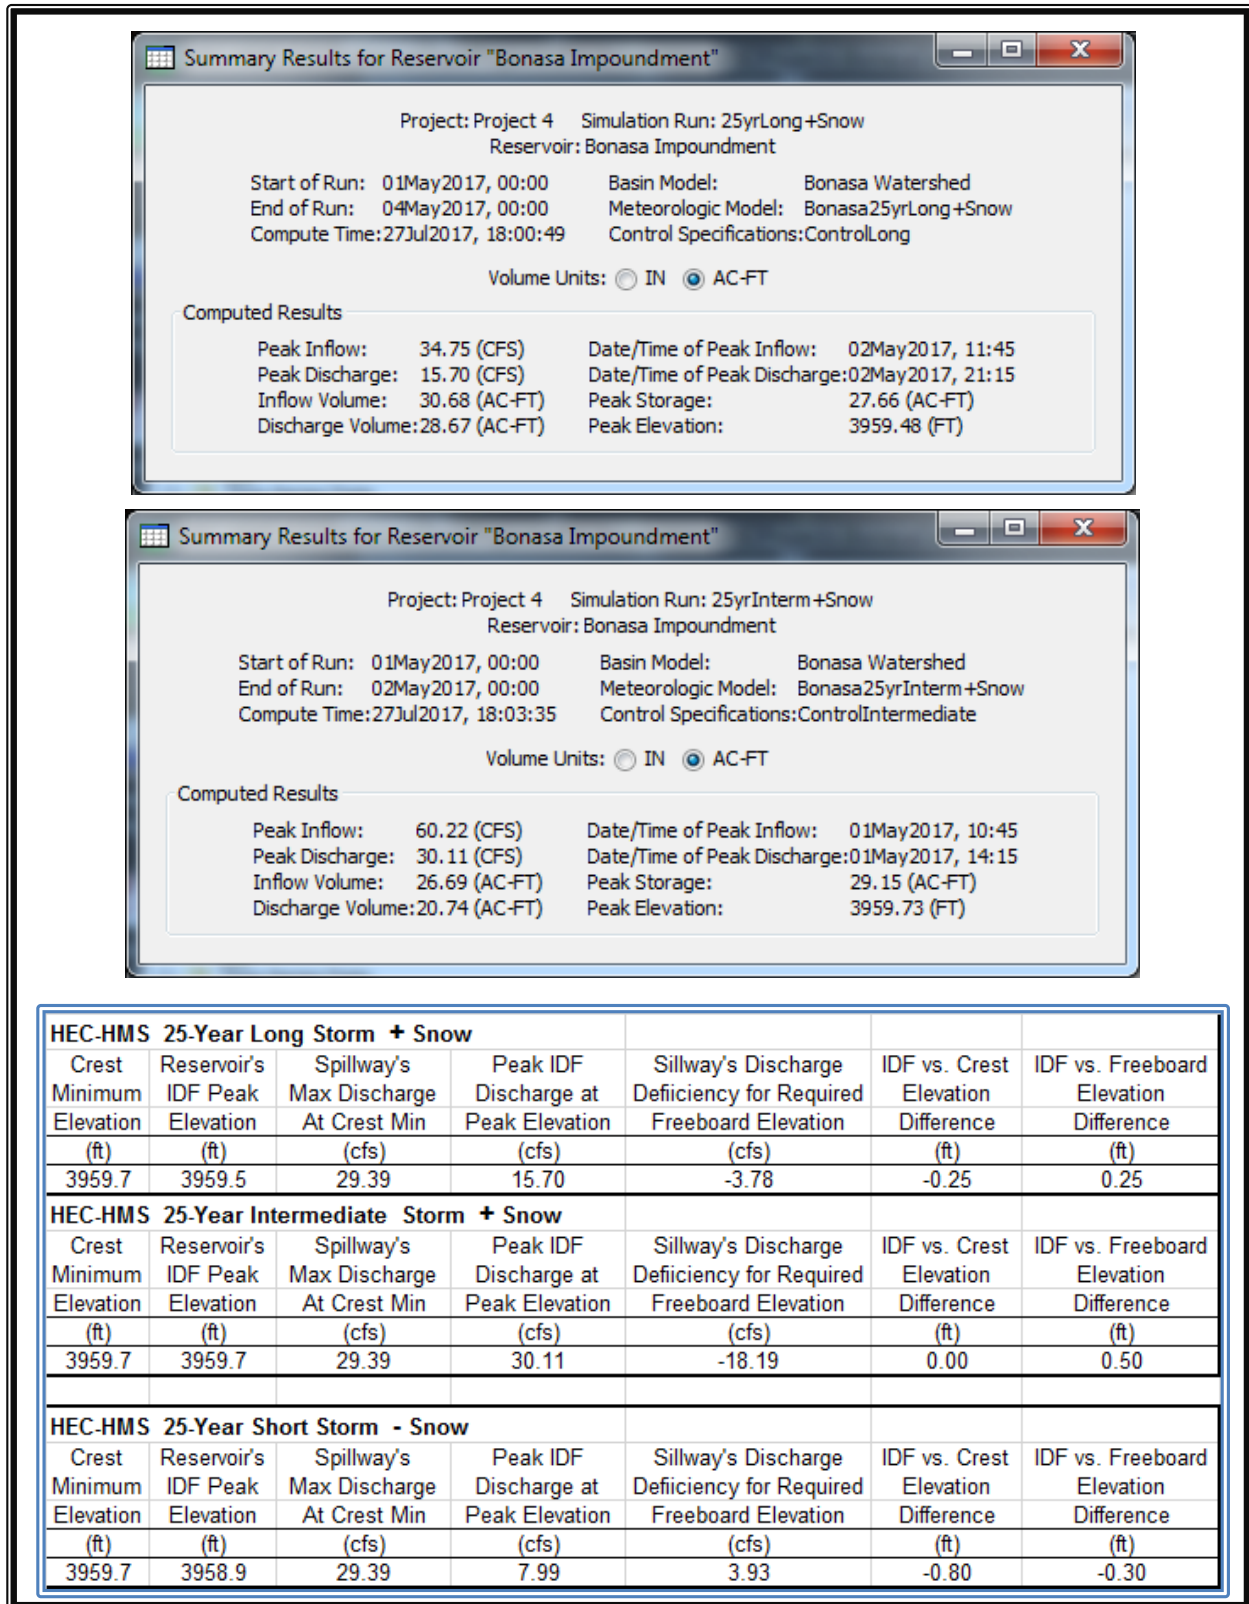 Summary Results for Reservoir "Bonasa Impoundment"
Project: Project 4 Simulation Run: 25yrLong+Snow
Reservoir: Bonasa Impoundment
Start of Run: 01May2017, 00:00 Basin Model: Bonasa Watershed
End of Run: 04May2017, 00:00 Meteorologic Model: Bonasa25yrLong+Snow
Compute Time:27Jul2017, 18:00:49 Control Specifications:ControlLong
Volume Units: IN AC-FT
Computed Results
Peak Inflow: 34.75 (CFS) Date/Time of Peak Inflow: 02May2017, 11:45
Peak Discharge: 15.70 (CFS) Date/Time of Peak Discharge:02May2017, 21:15
Inflow Volume: 30.68 (AC-FT) Peak Storage: 27.66 (AC-FT)
Discharge Volume:28.67 (AC-FT) Peak Elevation: 3959.48 (FT)
Summary Results for Reservoir "Bonasa Impoundment"
Project: Project 4 Simulation Run: 25yrInterm+Snow
Reservoir: Bonasa Impoundment
Start of Run: 01May2017, 00:00 Basin Model: Bonasa Watershed
End of Run: 02May2017, 00:00 Meteorologic Model: Bonasa25yrInterm+Snow
Compute Time:27Jul2017, 18:03:35 Control Specifications:ControlIntermediate
Volume Units: IN AC-FT
Computed Results
Peak Inflow: 60.22 (CFS) Date/Time of Peak Inflow: 01May2017, 10:45
Peak Discharge: 30.11 (CFS) Date/Time of Peak Discharge:01May2017, 14:15
Inflow Volume: 26.69 (AC-FT) Peak Storage: 29.15 (AC-FT)
Discharge Volume:20.74 (AC-FT) Peak Elevation: 3959.73 (FT)
HEC-HMS 25-Year Long Storm + Snow
Crest Reservoir's Spillway's Peak IDF Sillway's Discharge IDF vs. Crest IDF vs. Freeboard
Minimum IDF Peak Max Discharge Discharge at Defiiciency for Required Elevation Elevation
Elevation Elevation At Crest Min Peak Elevation Freeboard Elevation Difference Difference
(ft) (ft) (cfs) (cfs) (cfs) (ft) (ft)
3959.7 3959.5 29.39 15.70 -3.78 -0.25 0.25
HEC-HMS 25-Year Intermediate Storm + Snow
Crest Reservoir's Spillway's Peak IDF Sillway's Discharge IDF vs. Crest IDF vs. Freeboard
Minimum IDF Peak Max Discharge Discharge at Defiiciency for Required Elevation Elevation
Elevation Elevation At Crest Min Peak Elevation Freeboard Elevation Difference Difference
(ft) (ft) (cfs) (cfs) (cfs) (ft) (ft)
3959.7 3959.7 29.39 30.11 -18.19 0.00 0.50
HEC-HMS 25-Year Short Storm - Snow
Crest Reservoir's Spillway's Peak IDF Sillway's Discharge IDF vs. Crest IDF vs. Freeboard
Minimum IDF Peak Max Discharge Discharge at Defiiciency for Required Elevation Elevation
Elevation Elevation At Crest Min Peak Elevation Freeboard Elevation Difference Difference
(ft) (ft) (cfs) (cfs) (cfs) (ft) (ft)
3959.7 3958.9 29.39 7.99 3.93 -0.80 -0.30